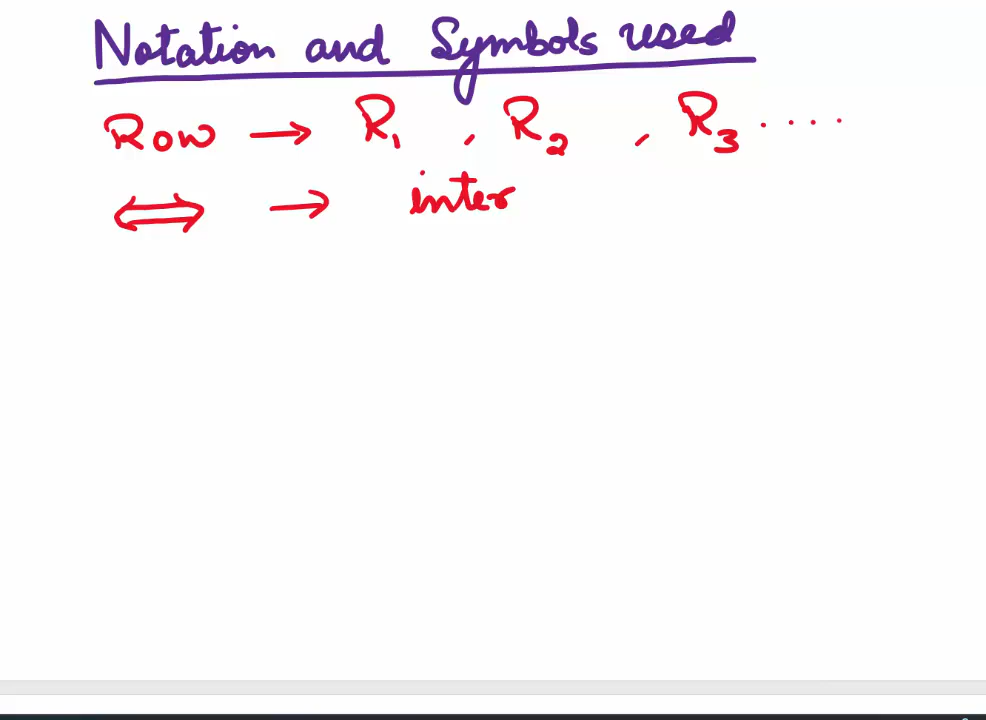 Notation and Symbols used
Row → R₁ , R₂ , R₃ ....
⟺ → inter